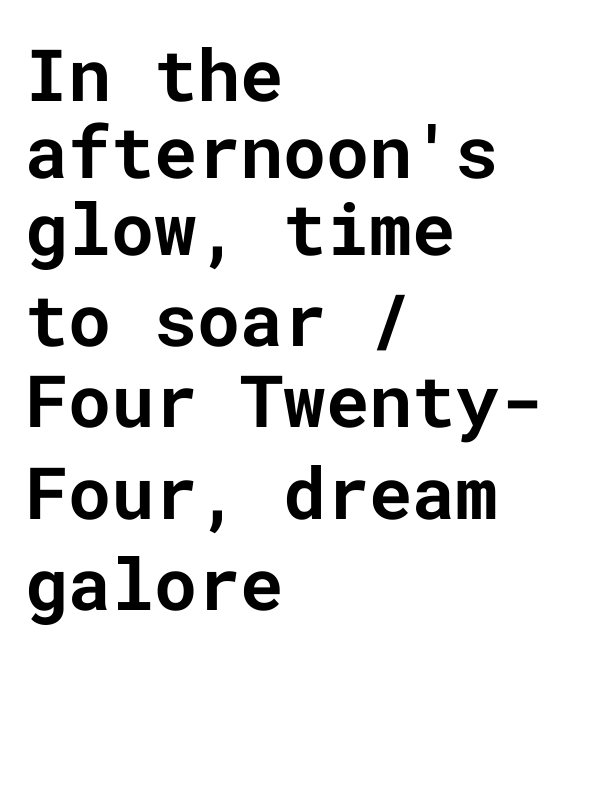 In the
afternoon's
glow, time
to soar /
Four Twenty-
Four, dream
galore